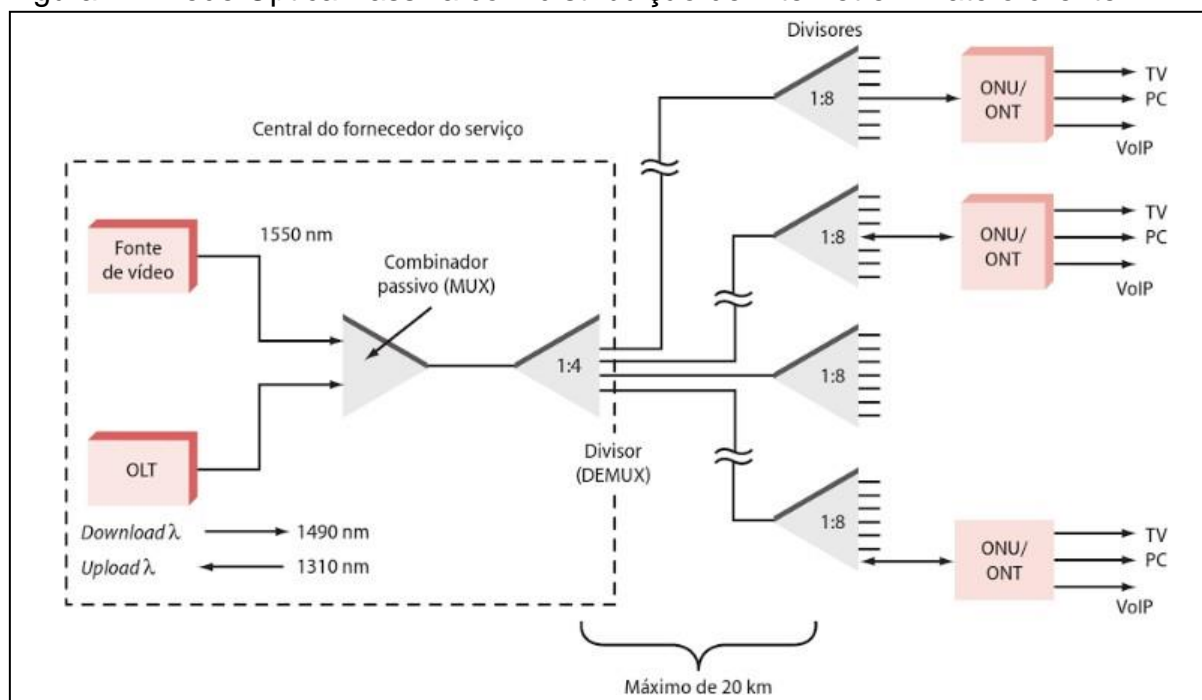 Divisores
1:8
ONU/
ONT
TV
PC
VoIP
Central do fornecedor do serviço
Fonte
de vídeo
1550 nm
Combinador
passivo (MUX)
1:8
ONU/
ONT
TV
PC
VoIP
1:4
1:8
OLT
Divisor
(DEMUX)
Download λ
1490 nm
Upload λ
1310 nm
1:8
ONU/
ONT
TV
PC
VoIP
Máximo de 20 km